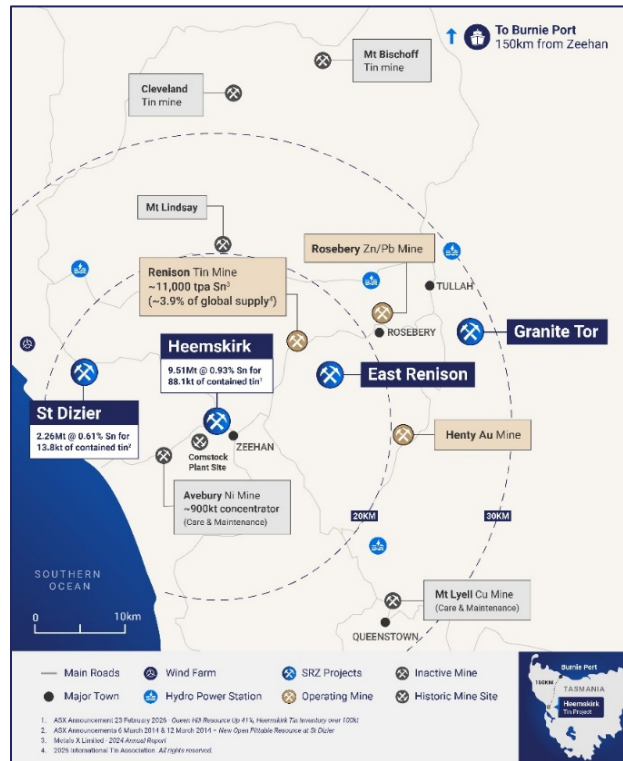 To Burnie Port
150km from Zeehan
Mt Bischoff
Tin mine
Cleveland
Tin mine
Mt Lindsay
Renison Tin Mine
~11,000 tpa Sn³
(~3.9% of global supply⁴)
Rosebery Zn/Pb Mine
TULLAH
ROSEBERY
Granite Tor
Heemskirk
9.51Mt @ 0.93% Sn for
88.1kt of contained tin¹
East Renison
St Dizier
2.26Mt @ 0.61% Sn for
13.8kt of contained tin²
ZEEHAN
Comstock
Plant Site
Henty Au Mine
Avebury Ni Mine
~900kt concentrator
(Care & Maintenance)
20KM
30KM
SOUTHERN
OCEAN
0 10km
Mt Lyell Cu Mine
(Care & Maintenance)
QUEENSTOWN
Main Roads
Wind Farm
SRZ Projects
Inactive Mine
Major Town
Hydro Power Station
Operating Mine
Historic Mine Site
1. ASX Announcement 23 February 2026 - Queen Hill Resource Up 41%, Heemskirk Tin Inventory over 100kt
2. ASX Announcements 6 March 2014 & 12 March 2014 – New Open Pittable Resource at St Dizier
3. Metals X Limited - 2024 Annual Report
4. 2025 International Tin Association. All rights reserved.
Burnie Port
150KM
TASMANIA
Heemskirk
Tin Project